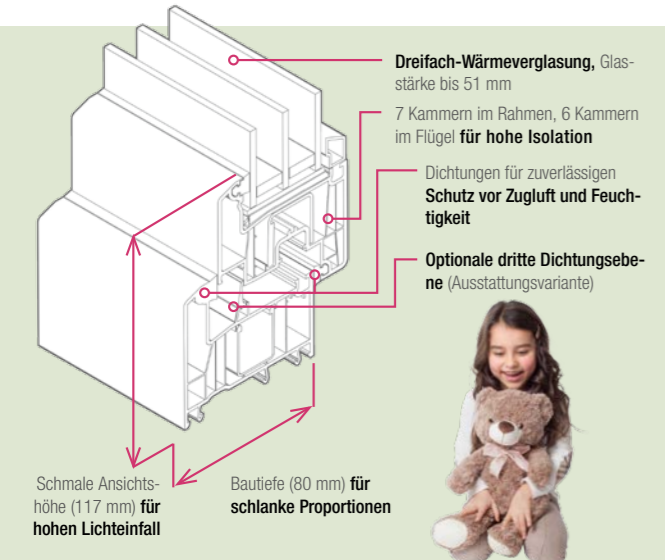 Dreifach-Wärmeverglasung, Glas-
stärke bis 51 mm
7 Kammern im Rahmen, 6 Kammern
im Flügel für hohe Isolation
Dichtungen für zuverlässigen
Schutz vor Zugluft und Feuch-
tigkeit
Optionale dritte Dichtungsebe-
ne (Ausstattungsvariante)
Schmale Ansichts-
höhe (117 mm) für
hohen Lichteinfall
Bautiefe (80 mm) für
schlanke Proportionen